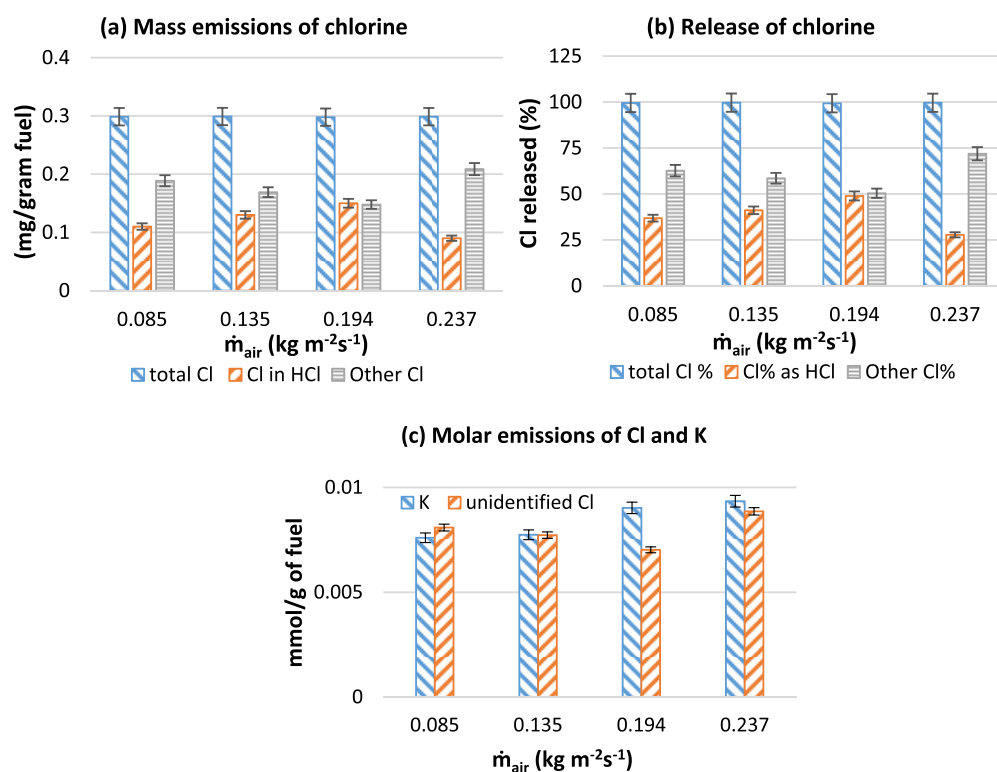 (a) Mass emissions of chlorine
(mg/gram fuel)
0.4
0.3
0.2
0.1
0
0.085 0.135 0.194 0.237
ṁair (kg m⁻²s⁻¹)
total Cl Cl in HCl Other Cl
(b) Release of chlorine
Cl released (%)
125
100
75
50
25
0
0.085 0.135 0.194 0.237
ṁair (kg m⁻²s⁻¹)
total Cl % Cl% as HCl Other Cl%
(c) Molar emissions of Cl and K
mmol/g of fuel
0.01
0.005
0
K unidentified Cl
0.085 0.135 0.194 0.237
ṁair (kg m⁻²s⁻¹)